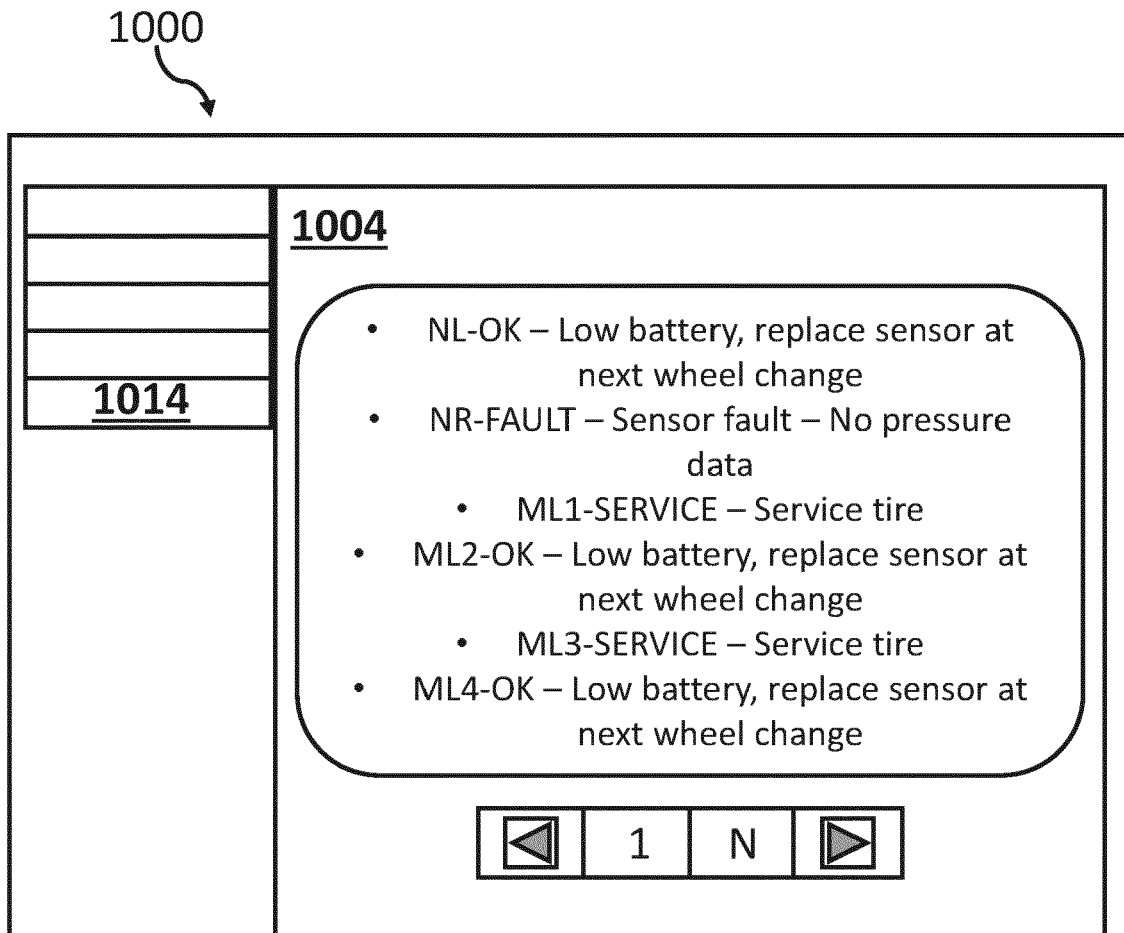 1000
1004
1014
• NL-OK – Low battery, replace sensor at
next wheel change
• NR-FAULT – Sensor fault – No pressure
data
• ML1-SERVICE – Service tire
• ML2-OK – Low battery, replace sensor at
next wheel change
• ML3-SERVICE – Service tire
• ML4-OK – Low battery, replace sensor at
next wheel change
1 N